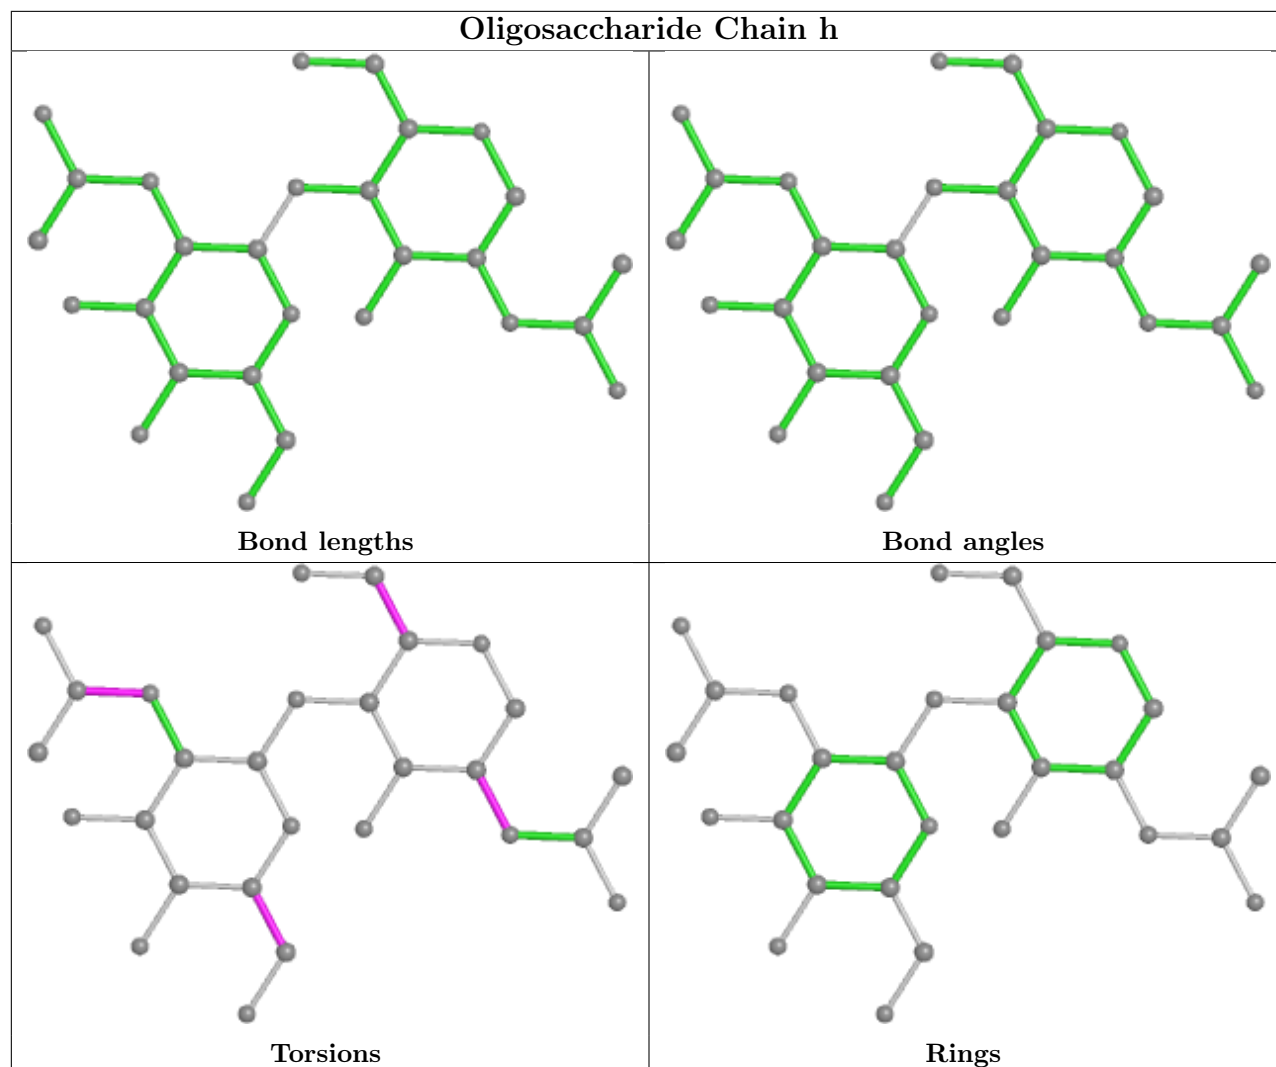 Oligosaccharide Chain h
Bond lengths
Bond angles
Torsions
Rings